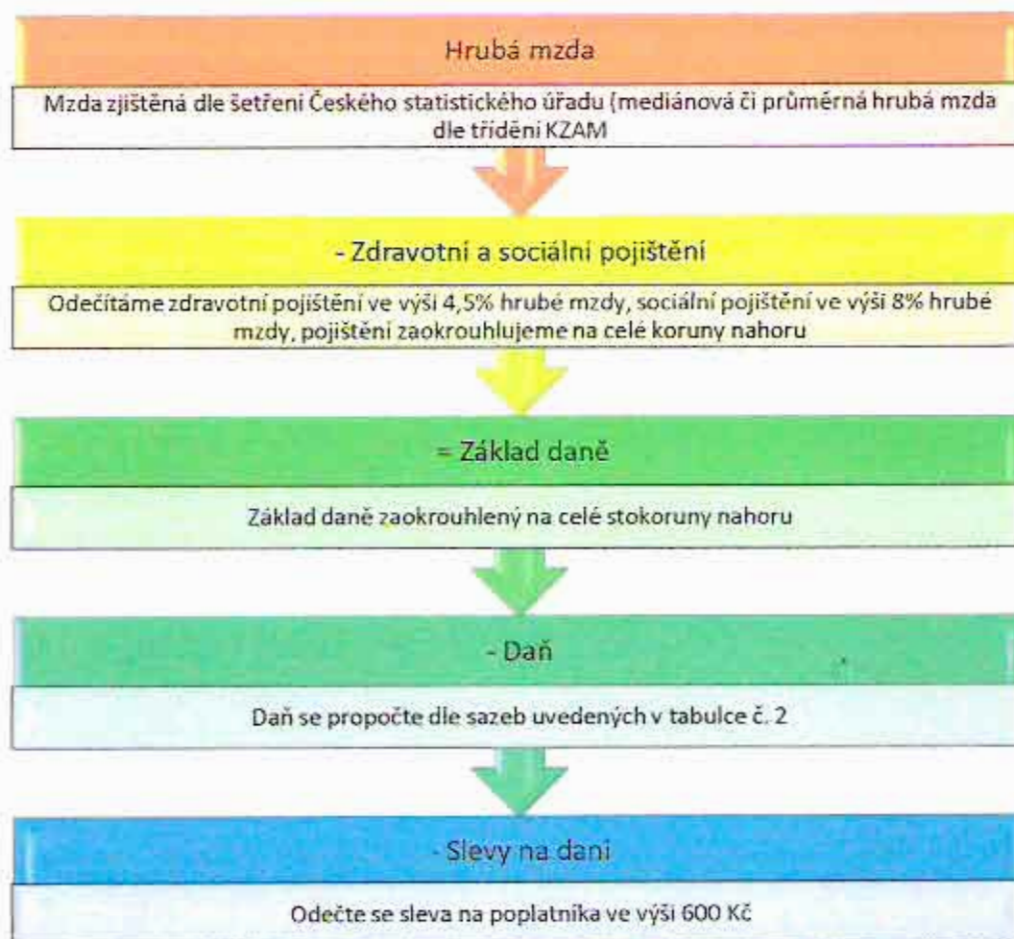 Hrubá mzda
Mzda zjištěná dle šetření Českého statistického úřadu (mediánová či průměrná hrubá mzda
dle třídění KZAM
- Zdravotní a sociální pojištění
Odečítáme zdravotní pojištění ve výši 4,5% hrubé mzdy, sociální pojištění ve výši 8% hrubé
mzdy, pojištění zaokrouhlujeme na celé koruny nahoru
= Základ daně
Základ daně zaokrouhlený na celé stokoruny nahoru
- Daň
Daň se propočte dle sazeb uvedených v tabulce č. 2
- Slevy na dani
Odečte se sleva na poplatníka ve výši 600 Kč